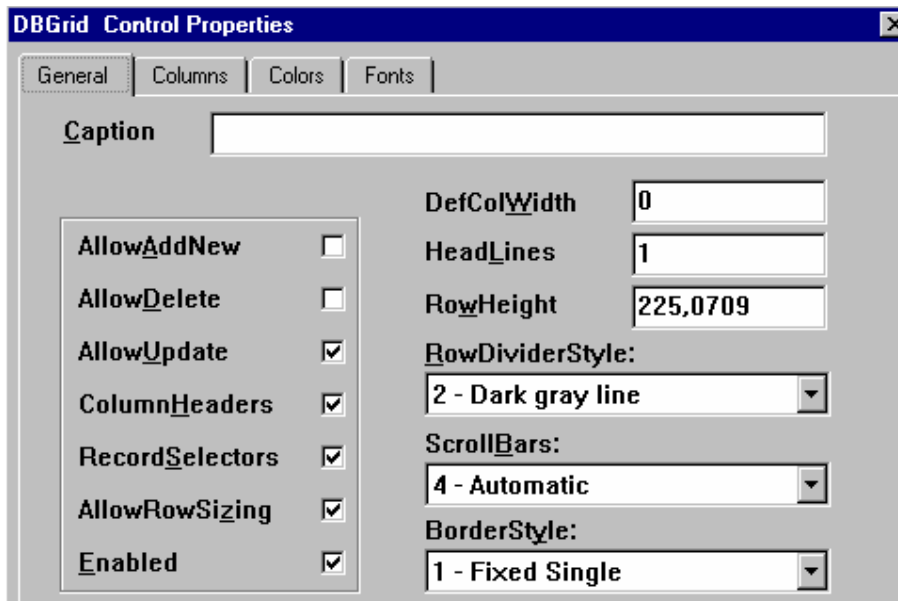 DBGrid Control Properties
General Columns Colors Fonts
Caption
AllowAddNew
AllowDelete
AllowUpdate
ColumnHeaders
RecordSelectors
AllowRowSizing
Enabled
DefColWidth 0
HeadLines 1
RowHeight 225,0709
RowDividerStyle:
2 - Dark gray line
ScrollBars:
4 - Automatic
BorderStyle:
1 - Fixed Single